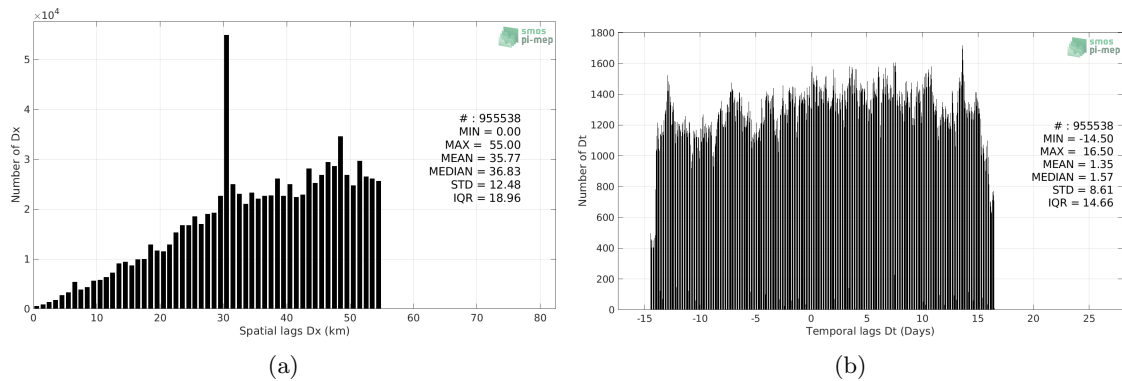 ×10⁴
5
4
3
2
1
0
Number of Dx
0 10 20 30 40 50 60 70 80
Spatial lags Dx (km)
smos
pi-mep
# : 955538
MIN = 0.00
MAX = 55.00
MEAN = 35.77
MEDIAN = 36.83
STD = 12.48
IQR = 18.96
(a)
1800
1600
1400
1200
1000
800
600
400
200
0
Number of Dt
-15 -10 -5 0 5 10 15 20 25
Temporal lags Dt (Days)
smos
pi-mep
# : 955538
MIN = -14.50
MAX = 16.50
MEAN = 1.35
MEDIAN = 1.57
STD = 8.61
IQR = 14.66
(b)